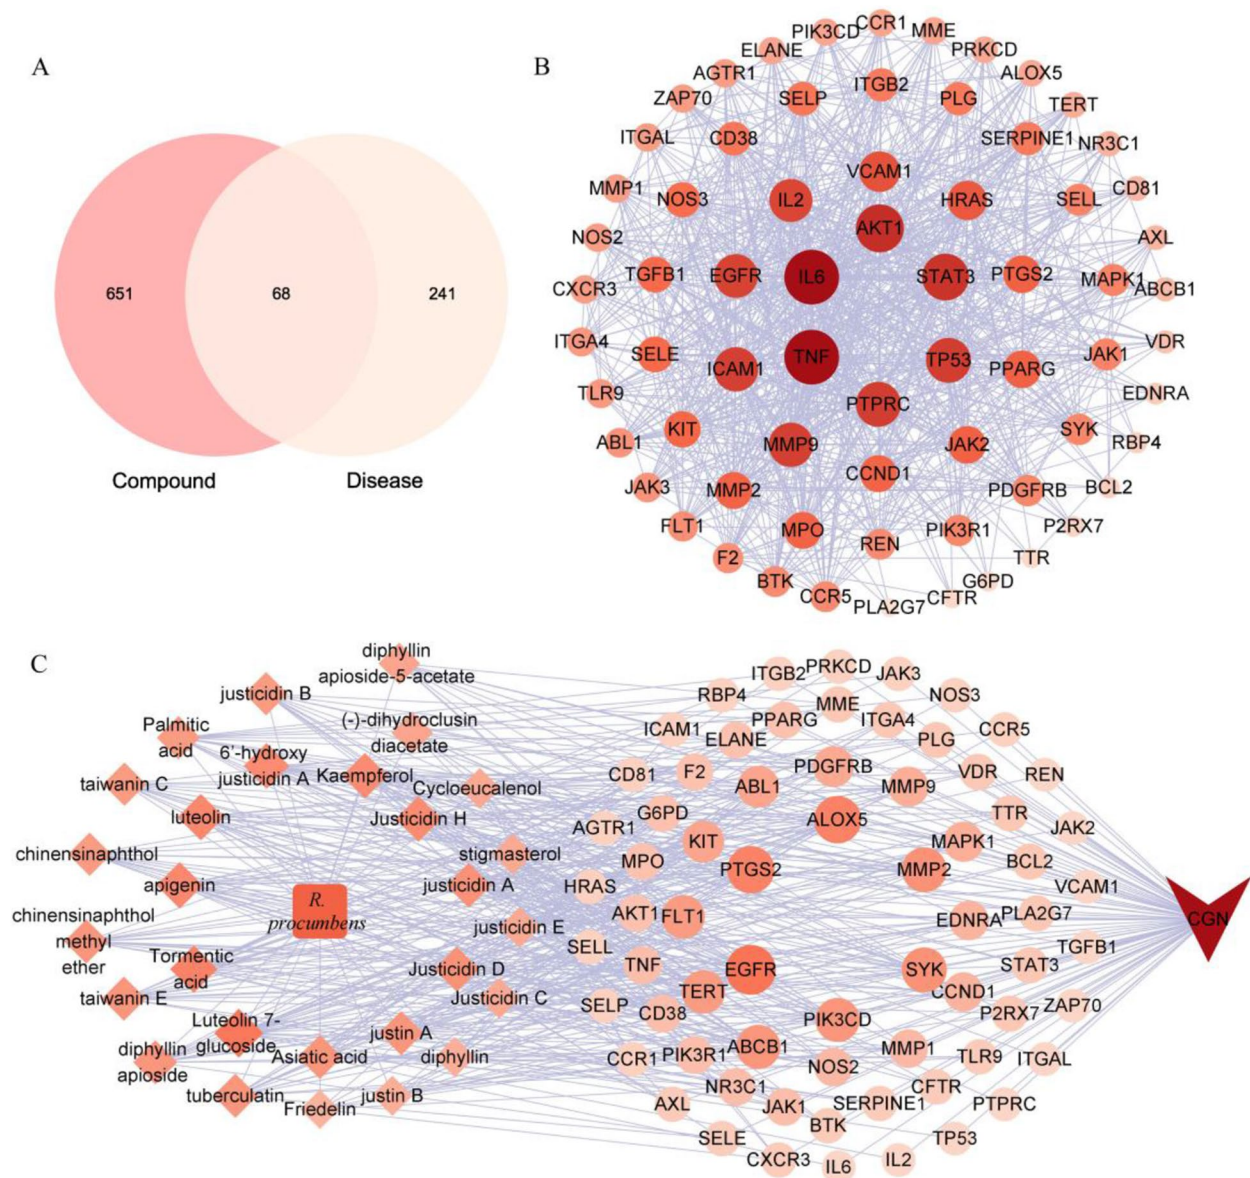 A
651
68
241
Compound
Disease
B
CCR1
PIK3CD
MME
ELANE
PRKCD
AGTR1
ALOX5
ZAP70
SELP
ITGB2
PLG
TERT
ITGAL
CD38
SERPINE1
NR3C1
MMP1
NOS3
IL2
VCAM1
HRAS
SELL
CD81
NOS2
AKT1
AXL
CXCR3
TGFB1
EGFR
IL6
STAT3
PTGS2
MAPK1
ABCB1
ITGA4
SELE
ICAM1
TNF
TP53
PPARG
JAK1
VDR
TLR9
PTPRC
EDNRA
ABL1
KIT
MMP9
CCND1
JAK2
SYK
RBP4
JAK3
MMP2
PDGFRB
BCL2
FLT1
MPO
REN
PIK3R1
P2RX7
F2
TTR
BTK
CCR5
PLA2G7
CFTR
G6PD
C
diphyllin
apioside-5-acetate
justicidin B
Palmitic
acid
(-)-dihydroclusin
diacetate
6'-hydroxy
justicidin A
Kaempferol
taiwanin C
Cycloeucalenol
luteolin
Justicidin H
chinensinaphthol
stigmasterol
apigenin
justicidin A
R.
procumbens
chinensinaphthol
methyl
ether
justicidin E
Tormentic
acid
Justicidin D
taiwanin E
Justicidin C
Luteolin 7-
glucoside
justin A
diphyllin
apioside
Asiatic acid
diphyllin
tuberculatin
Friedelin
justin B
ITGB2
PRKCD
JAK3
RBP4
MME
NOS3
ICAM1
PPARG
ITGA4
CCR5
ELANE
PLG
CD81
F2
PDGFRB
VDR
REN
ABL1
MMP9
AGTR1
G6PD
ALOX5
TTR
JAK2
KIT
MAPK1
MPO
PTGS2
MMP2
BCL2
HRAS
VCAM1
AKT1
FLT1
EDNRA
PLA2G7
CGN
SELL
TGFB1
TNF
EGFR
SYK
STAT3
TERT
CCND1
SELP
CD38
PIK3CD
P2RX7
ZAP70
CCR1
PIK3R1
ABCB1
NOS2
MMP1
TLR9
ITGAL
NR3C1
CFTR
AXL
JAK1
SERPINE1
PTPRC
BTK
SELE
TP53
CXCR3
IL6
IL2